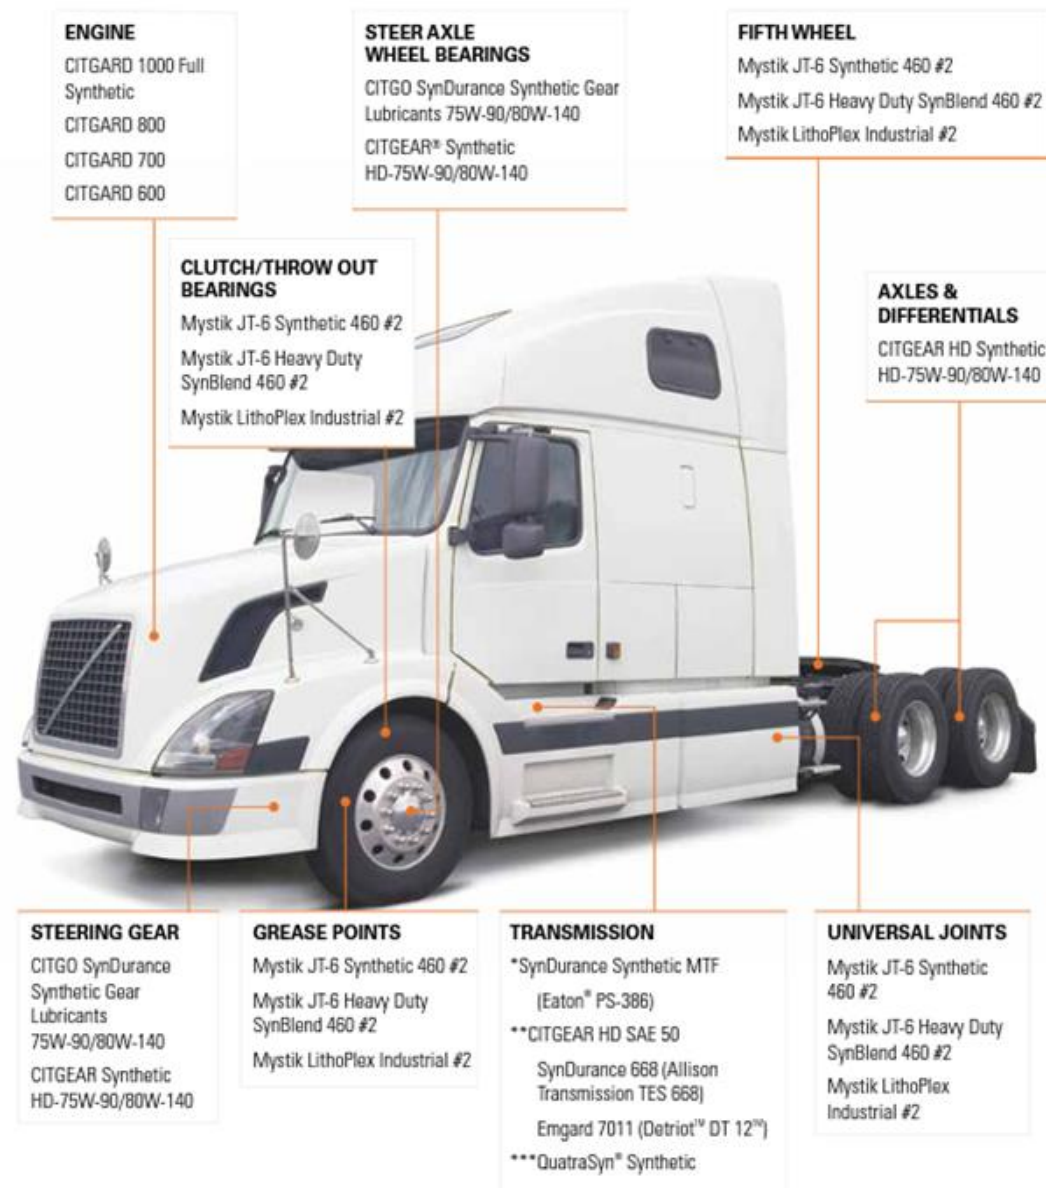 ENGINE
CITGARD 1000 Full
Synthetic
CITGARD 800
CITGARD 700
CITGARD 600
STEER AXLE
WHEEL BEARINGS
CITGO SynDurance Synthetic Gear
Lubricants 75W-90/80W-140
CITGEAR® Synthetic
HD-75W-90/80W-140
FIFTH WHEEL
Mystik JT-6 Synthetic 460 #2
Mystik JT-6 Heavy Duty SynBlend 460 #2
Mystik LithoPlex Industrial #2
CLUTCH/THROW OUT
BEARINGS
Mystik JT-6 Synthetic 460 #2
Mystik JT-6 Heavy Duty
SynBlend 460 #2
Mystik LithoPlex Industrial #2
AXLES &
DIFFERENTIALS
CITGEAR HD Synthetic
HD-75W-90/80W-140
STEERING GEAR
CITGO SynDurance
Synthetic Gear
Lubricants
75W-90/80W-140
CITGEAR Synthetic
HD-75W-90/80W-140
GREASE POINTS
Mystik JT-6 Synthetic 460 #2
Mystik JT-6 Heavy Duty
SynBlend 460 #2
Mystik LithoPlex Industrial #2
TRANSMISSION
*SynDurance Synthetic MTF
(Eaton® PS-386)
**CITGEAR HD SAE 50
SynDurance 668 (Allison
Transmission TES 668)
Emgard 7011 (Detriot™ DT 12™)
***QuatraSyn® Synthetic
UNIVERSAL JOINTS
Mystik JT-6 Synthetic
460 #2
Mystik JT-6 Heavy Duty
SynBlend 460 #2
Mystik LithoPlex
Industrial #2